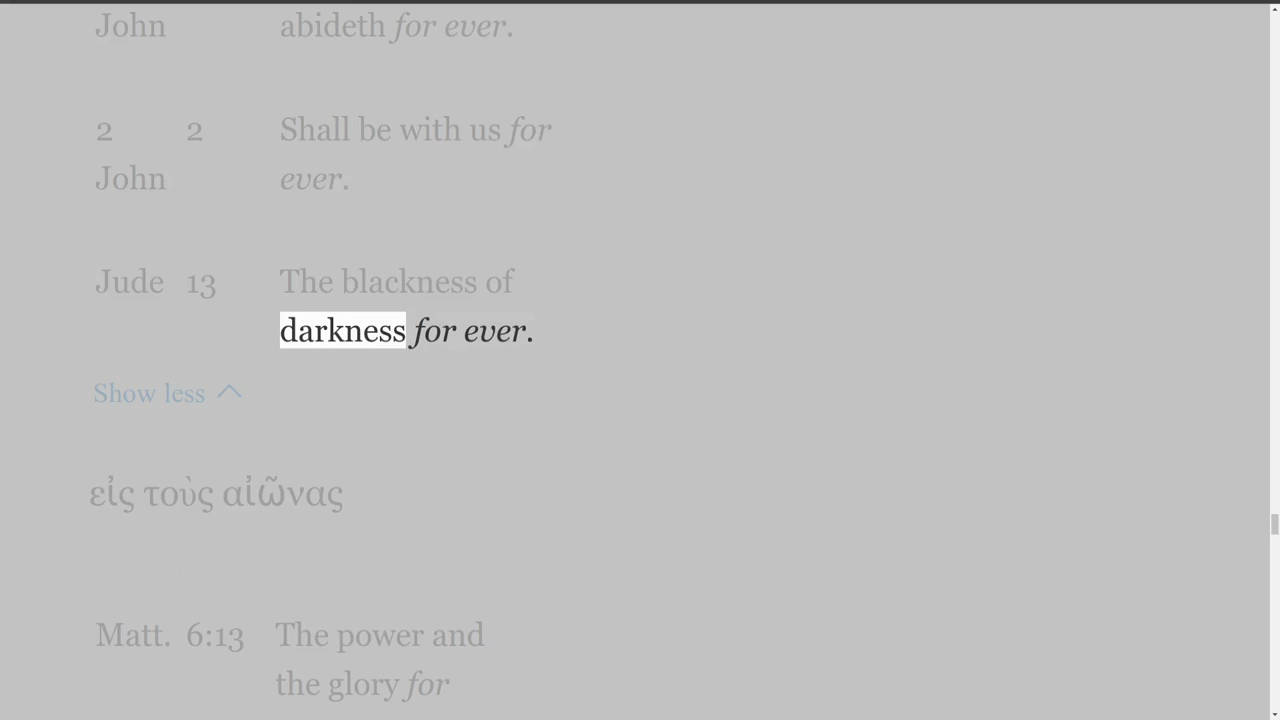 John abideth for ever.
2 2 Shall be with us for
John ever.
Jude 13 The blackness of
darkness for ever.
Show less
εἰς τοὺς αἰῶνας
Matt. 6:13 The power and
the glory for